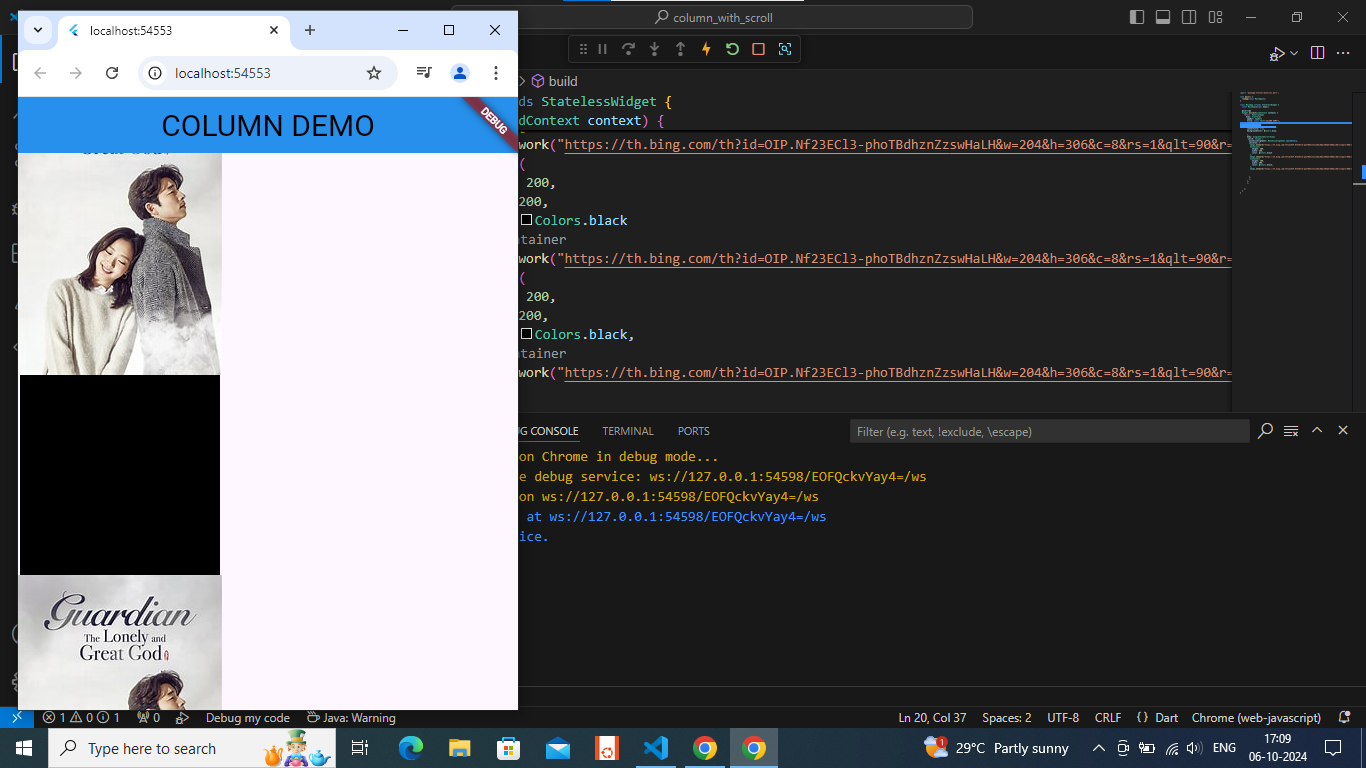 localhost:54553
localhost:54553
COLUMN DEMO
DEBUG
Guardian
The Lonely and
Great God
column_with_scroll
build
ds StatelessWidget {
dContext context) {
work("https://th.bing.com/th?id=OIP.Nf23ECl3-phoTBdhznZzswHaLH&w=204&h=306&c=8&rs=1&qlt=90&r=
(
200,
200,
Colors.black
ntainer
work("https://th.bing.com/th?id=OIP.Nf23ECl3-phoTBdhznZzswHaLH&w=204&h=306&c=8&rs=1&qlt=90&r=
(
200,
200,
Colors.black,
ntainer
work("https://th.bing.com/th?id=OIP.Nf23ECl3-phoTBdhznZzswHaLH&w=204&h=306&c=8&rs=1&qlt=90&r=
UG CONSOLE TERMINAL PORTS Filter (e.g. text, !exclude, \escape)
on Chrome in debug mode...
e debug service: ws://127.0.0.1:54598/EOFQckvYay4=/ws
on ws://127.0.0.1:54598/EOFQckvYay4=/ws
at ws://127.0.0.1:54598/EOFQckvYay4=/ws
ice.
1 0 1 0 Debug my code Java: Warning Ln 20, Col 37 Spaces: 2 UTF-8 CRLF {} Dart Chrome (web-javascript)
Type here to search 1 29°C Partly sunny ENG 17:09
06-10-2024